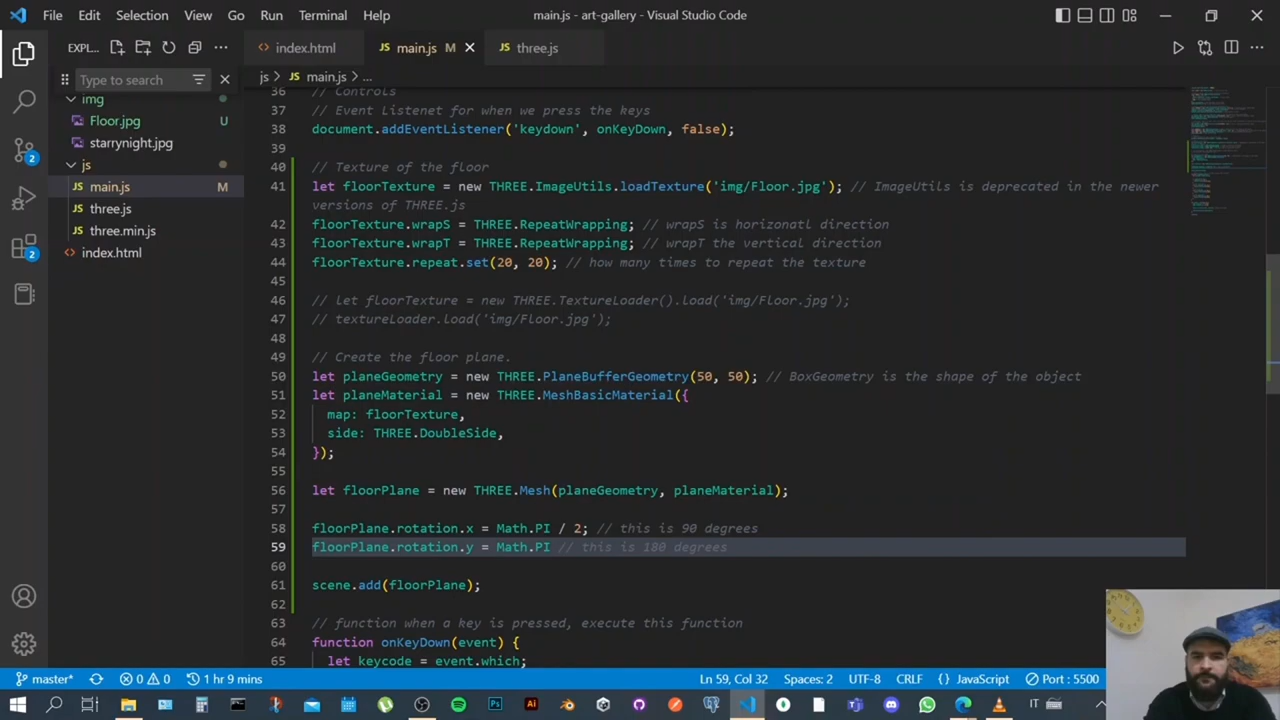 File Edit Selection View Go Run Terminal Help
main.js - art-gallery - Visual Studio Code
EXPL...
index.html
main.js M
three.js
Type to search
js > main.js > ...
img
Floor.jpg U
starrynight.jpg
js
main.js M
three.js
three.min.js
index.html
2
2
36 // Controls
37 // Event Listenet for when we press the keys
38 document.addEventListener('keydown', onKeyDown, false);
39
40 // Texture of the floor
41 let floorTexture = new THREE.ImageUtils.loadTexture('img/Floor.jpg'); // ImageUtils is deprecated in the newer
versions of THREE.js
42 floorTexture.wrapS = THREE.RepeatWrapping; // wrapS is horizonatl direction
43 floorTexture.wrapT = THREE.RepeatWrapping; // wrapT the vertical direction
44 floorTexture.repeat.set(20, 20); // how many times to repeat the texture
45
46 // let floorTexture = new THREE.TextureLoader().load('img/Floor.jpg');
47 // textureLoader.load('img/Floor.jpg');
48
49 // Create the floor plane.
50 let planeGeometry = new THREE.PlaneBufferGeometry(50, 50); // BoxGeometry is the shape of the object
51 let planeMaterial = new THREE.MeshBasicMaterial({
52 map: floorTexture,
53 side: THREE.DoubleSide,
54 });
55
56 let floorPlane = new THREE.Mesh(planeGeometry, planeMaterial);
57
58 floorPlane.rotation.x = Math.PI / 2; // this is 90 degrees
59 floorPlane.rotation.y = Math.PI // this is 180 degrees
60
61 scene.add(floorPlane);
62
63 // function when a key is pressed, execute this function
64 function onKeyDown(event) {
65 let keycode = event.which;
master* 0 0 1 hr 9 mins
Ln 59, Col 32 Spaces: 2 UTF-8 CRLF {} JavaScript Port : 5500
Ps Ai IT